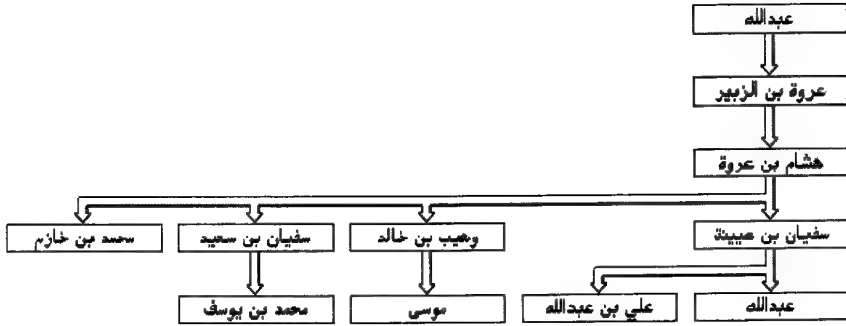 عبدالله
عروة بن الزبير
هشام بن عروة
سفيان بن عيينة
وهيب بن خالد
سفيان بن سعيد
محمد بن خازم
عبدالله
علي بن عبدالله
موسى
محمد بن يوسف